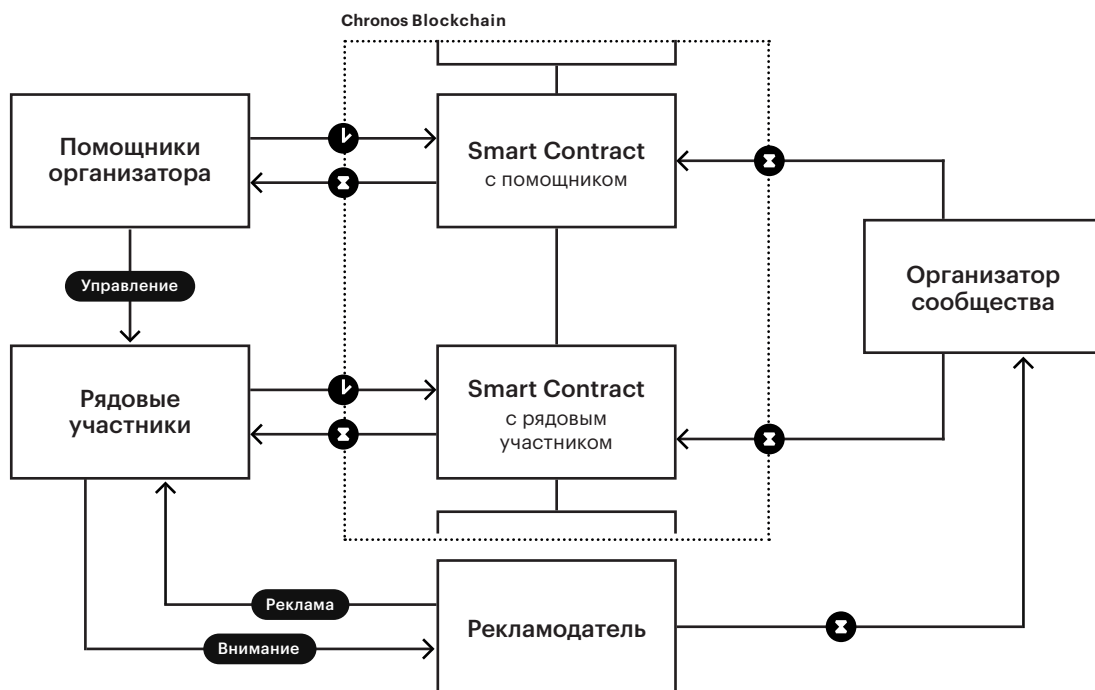 Chronos Blockchain
Помощники
организатора
Smart Contract
с помощником
Организатор
сообщества
Управление
Рядовые
участники
Smart Contract
с рядовым
участником
Реклама
Внимание
Рекламодатель